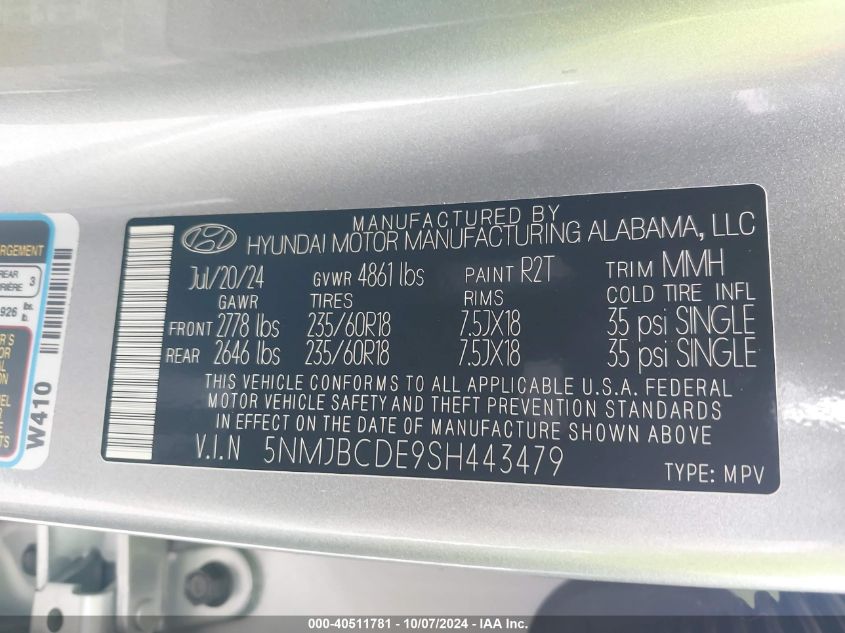 MANUFACTURED BY
HYUNDAI MOTOR MANUFACTURING ALABAMA, LLC
Jul/20/24 GVWR 4861 lbs PAINT R2T TRIM MMH
GAWR TIRES RIMS COLD TIRE INFL
FRONT 2778 lbs 235/60R18 7.5JX18 35 psi SINGLE
REAR 2646 lbs 235/60R18 7.5JX18 35 psi SINGLE
THIS VEHICLE CONFORMS TO ALL APPLICABLE U.S.A. FEDERAL
MOTOR VEHICLE SAFETY AND THEFT PREVENTION STANDARDS
IN EFFECT ON THE DATE OF MANUFACTURE SHOWN ABOVE
V.I.N 5NMJBCDE9SH443479
TYPE: MPV
REAR
3
926 lbs.
W410
000-40511781 - 10/07/2024 - IAA Inc.